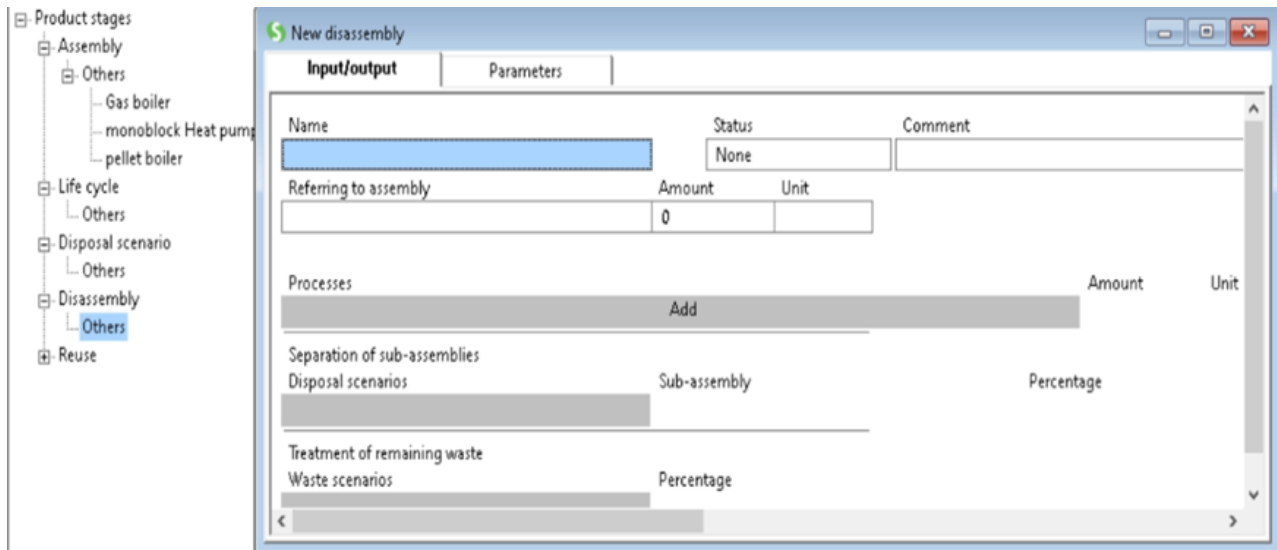 Product stages
Assembly
Others
Gas boiler
monoblock Heat pump
pellet boiler
Life cycle
Others
Disposal scenario
Others
Disassembly
Others
Reuse
New disassembly
Input/output Parameters
Name Status Comment
None
Referring to assembly Amount Unit
0
Processes Amount Unit
Add
Separation of sub-assemblies
Disposal scenarios Sub-assembly Percentage
Treatment of remaining waste
Waste scenarios Percentage